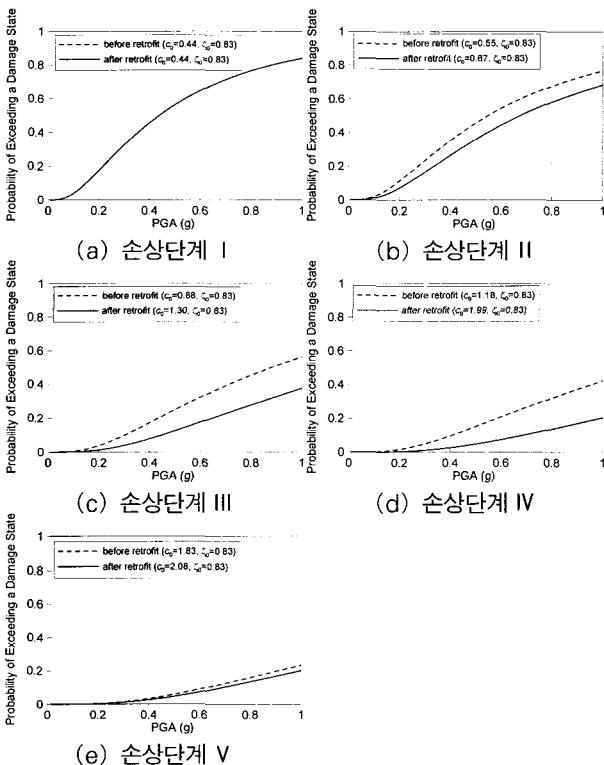 Probability of Exceeding a Damage State
1
0.8
0.6
0.4
0.2
0
before retrofit (c₀=0.44, ζ₀=0.83)
after retrofit (c₀=0.44, ζ₀=0.83)
0 0.2 0.4 0.6 0.8 1
PGA (g)
(a) 손상단계 I
Probability of Exceeding a Damage State
1
0.8
0.6
0.4
0.2
0
before retrofit (c₀=0.55, ζ₀=0.83)
after retrofit (c₀=0.67, ζ₀=0.83)
0 0.2 0.4 0.6 0.8 1
PGA (g)
(b) 손상단계 II
Probability of Exceeding a Damage State
1
0.8
0.6
0.4
0.2
0
before retrofit (c₀=0.88, ζ₀=0.83)
after retrofit (c₀=1.30, ζ₀=0.83)
0 0.2 0.4 0.6 0.8 1
PGA (g)
(c) 손상단계 III
Probability of Exceeding a Damage State
1
0.8
0.6
0.4
0.2
0
before retrofit (c₀=1.18, ζ₀=0.83)
after retrofit (c₀=1.99, ζ₀=0.83)
0 0.2 0.4 0.6 0.8 1
PGA (g)
(d) 손상단계 IV
Probability of Exceeding a Damage State
1
0.8
0.6
0.4
0.2
0
before retrofit (c₀=1.83, ζ₀=0.83)
after retrofit (c₀=2.08, ζ₀=0.83)
0 0.2 0.4 0.6 0.8 1
PGA (g)
(e) 손상단계 V